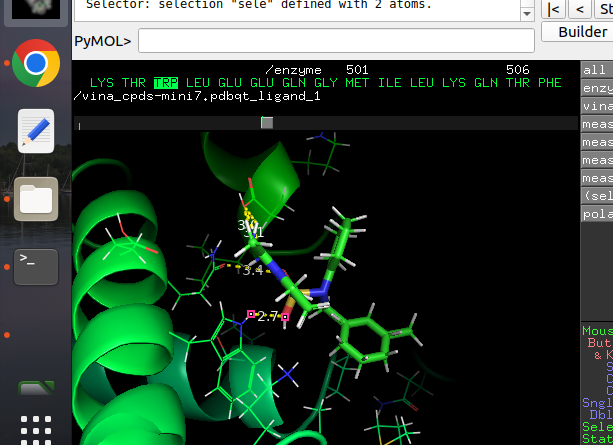 Selector: selection "sele" defined with 2 atoms.
|< < St
PyMOL>
Builder
/enzyme 501 506
LYS THR TRP LEU GLU GLU GLN GLY MET ILE LEU LYS GLN THR PHE
/vina_cpds-mini7.pdbqt_ligand_1
all
enzy
vina
meas
meas
meas
meas
(sel
pola
3.1
3.4
2.7
>_
Mous
But
& K
S
C
C
Sngl
Dbl
Sele
Stat